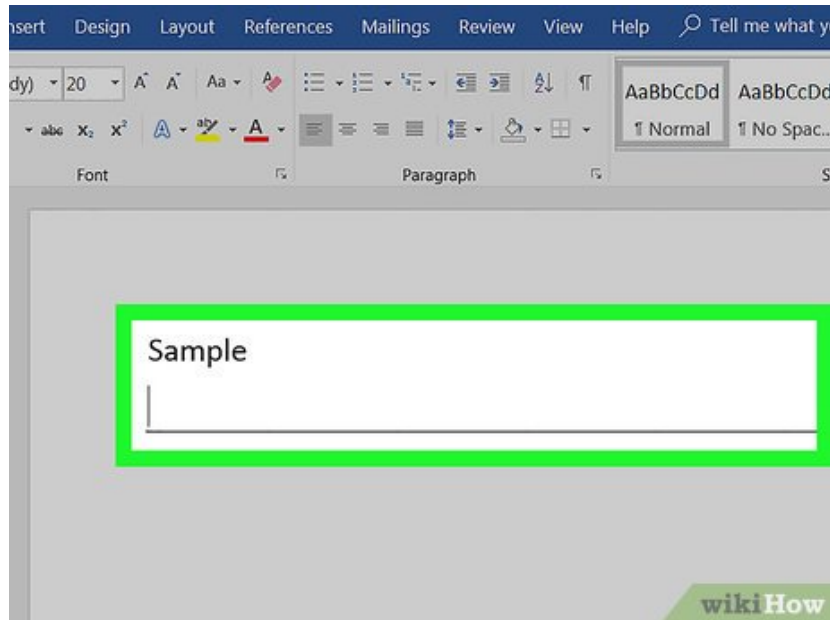 nsert Design Layout References Mailings Review View Help Tell me what y
dy) 20 A A Aa AaBbCcDd AaBbCcDd
abc X₂ X² A aby A ¶ Normal ¶ No Spac...
Font Paragraph S
Sample
wikiHow